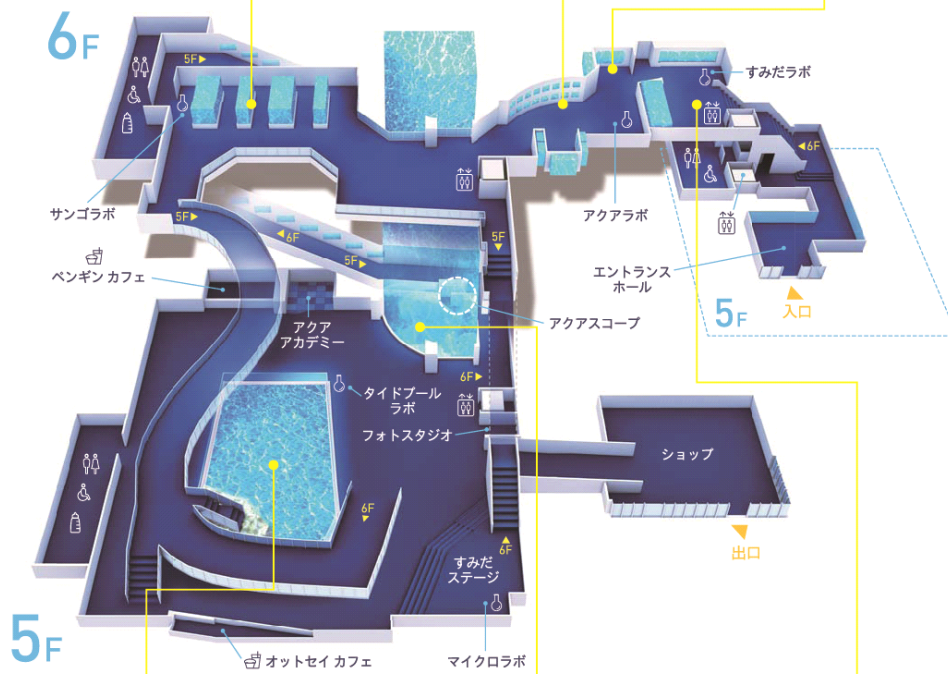 6F
5F▶
すみだラボ
◀6F
サンゴラボ
アクアラボ
5F▶
◀6F
5F▼
5F▶
エントランス
ホール
ペンギン カフェ
入口
5F
アクア
アカデミー
アクアスコープ
6F▶
タイドプール
ラボ
フォトスタジオ
ショップ
6F
▼
▲
6F
出口
すみだ
ステージ
5F
オットセイ カフェ
マイクロラボ